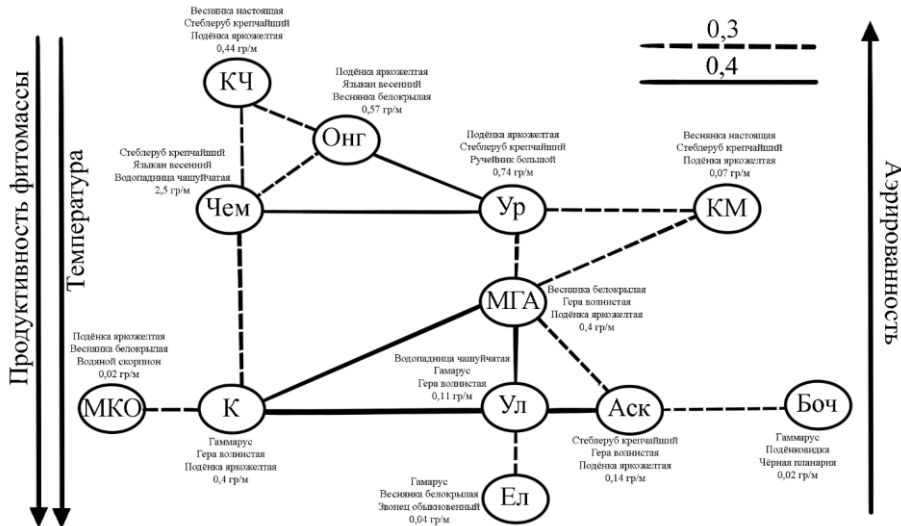 Веснянка настоящая
Стеблеруб крепчайший
Подёнка яркожелтая
0,44 гр/м
КЧ
0,3
0,4
Подёнка яркожелтая
Языкан весенний
Веснянка белокрылая
0,57 гр/м
Онг
Стеблеруб крепчайший
Языкан весенний
Водопадница чашуйчатая
2,5 гр/м
Чем
Подёнка яркожелтая
Стеблеруб крепчайший
Ручейник большой
0,74 гр/м
Ур
Веснянка настоящая
Стеблеруб крепчайший
Подёнка яркожелтая
0,07 гр/м
КМ
Продуктивность фитомассы
Температура
Аэрированность
МГА
Веснянка белокрылая
Гера волнистая
Подёнка яркожелтая
0,4 гр/м
Подёнка яркожелтая
Веснянка белокрылая
Водяной скорпион
0,02 гр/м
МКО
К
Гаммарус
Гера волнистая
Подёнка яркожелтая
0,4 гр/м
Водопадница чашуйчатая
Гамарус
Гера волнистая
0,11 гр/м
Ул
Аск
Стеблеруб крепчайший
Гера волнистая
Подёнка яркожелтая
0,14 гр/м
Боч
Гаммарус
Подёнковидка
Чёрная планария
0,02 гр/м
Гамарус
Веснянка белокрылая
Звонец обыкновенный
0,04 гр/м
Ел